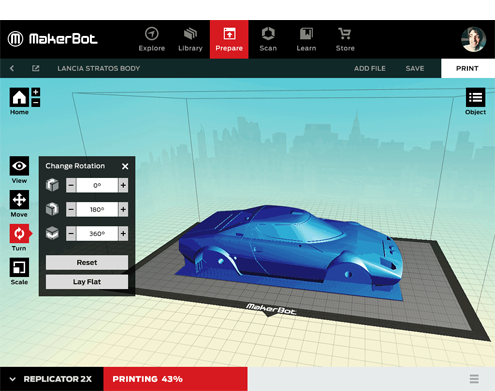 MakerBot
Explore
Library
Prepare
Scan
Learn
Store
LANCIA STRATOS BODY
ADD FILE
SAVE
PRINT
Home
+
−
Object
View
Move
Turn
Scale
Change Rotation
− 0° +
− 180° +
− 360° +
Reset
Lay Flat
MakerBot
REPLICATOR 2X
PRINTING 43%